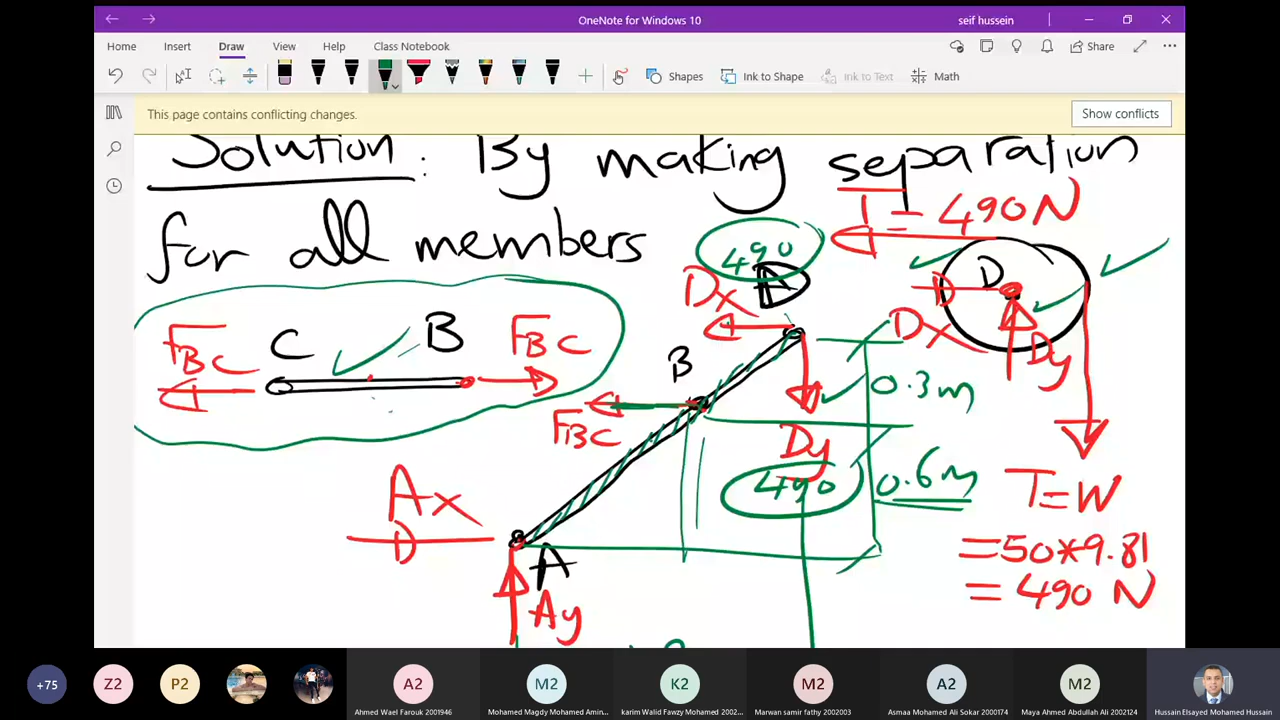 OneNote for Windows 10
seif hussein
Home Insert Draw View Help Class Notebook
Share
Shapes
Ink to Shape
Ink to Text
Math
This page contains conflicting changes.
Show conflicts
Solution : By making separation
for all members
T = 490N
490
D
Dx
D
Dx
Dy
FBC
C
B
FBC
B
FBC
0.3m
Dy
490
0.6m
Ax
A
Ay
T=W
=50*9.81
= 490 N
+75
Z2
P2
A2
M2
K2
M2
A2
M2
Ahmed Wael Farouk 2001946
Mohamed Magdy Mohamed Amin...
karim Walid Fawzy Mohamed 2002...
Marwan samir fathy 2002003
Asmaa Mohamed Ali Sokar 2000174
Maya Ahmed Abdullah Ali 2002124
Hussain Elsayed Mohamed Hussain